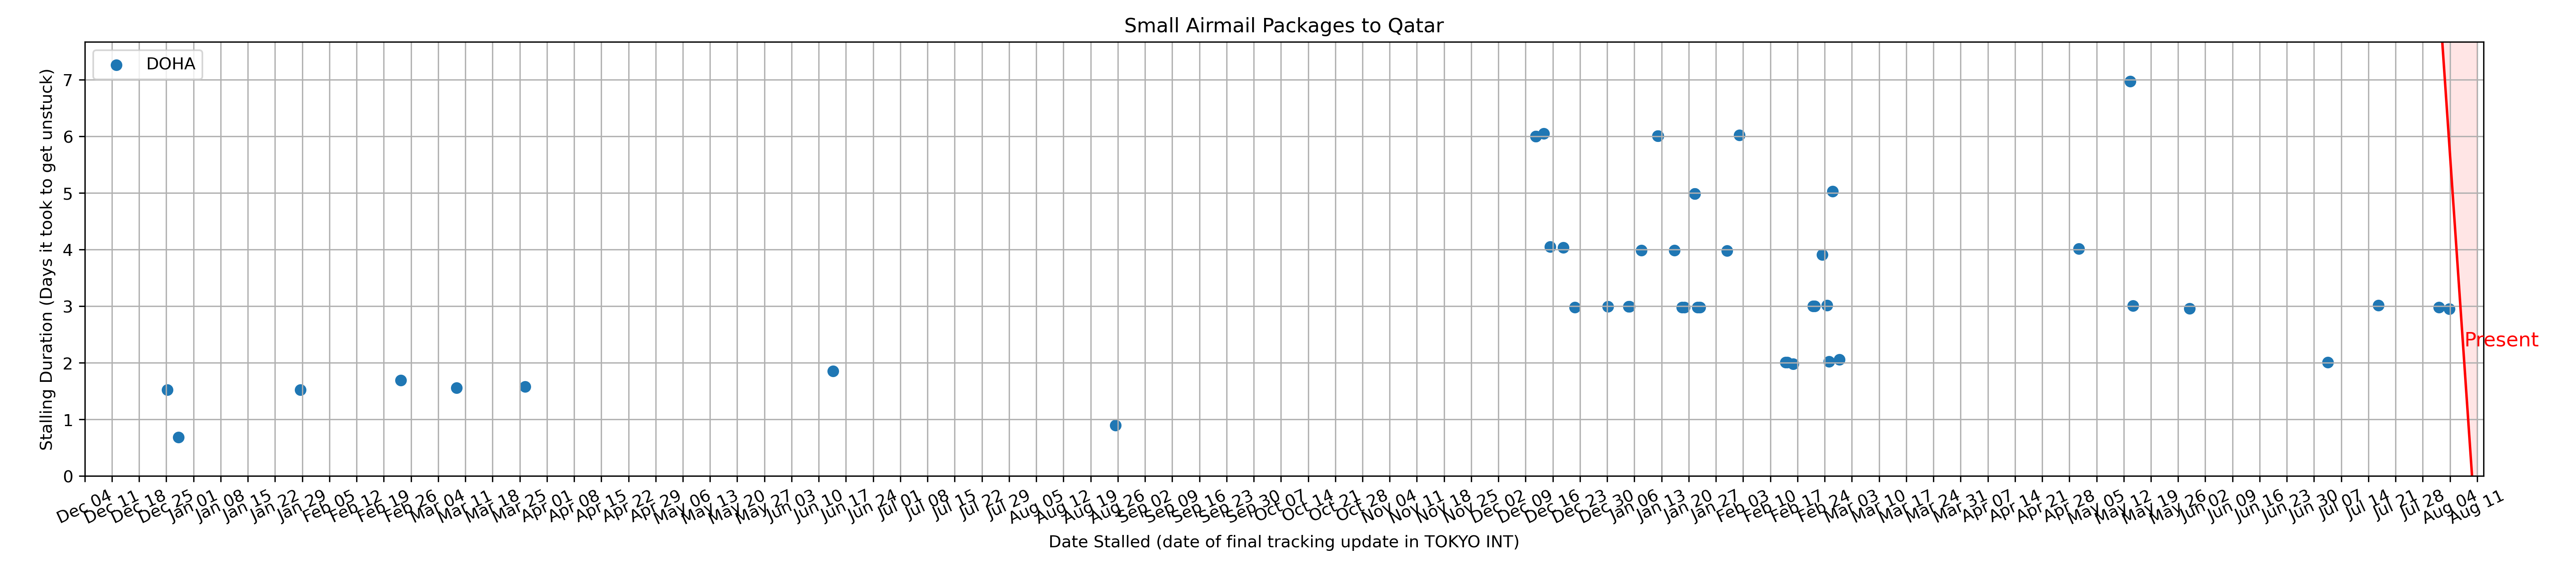 Small Airmail Packages to Qatar
DOHA
Stalling Duration (Days it took to get unstuck)
7
6
5
4
3
2
1
0
Present
Dec 04 Dec 11 Dec 18 Dec 25 Jan 01 Jan 08 Jan 15 Jan 22 Jan 29 Feb 05 Feb 12 Feb 19 Feb 26 Mar 04 Mar 11 Mar 18 Mar 25 Apr 01 Apr 08 Apr 15 Apr 22 Apr 29 May 06 May 13 May 20 May 27 Jun 03 Jun 10 Jun 17 Jun 24 Jul 01 Jul 08 Jul 15 Jul 22 Jul 29 Aug 05 Aug 12 Aug 19 Aug 26 Sep 02 Sep 09 Sep 16 Sep 23 Sep 30 Oct 07 Oct 14 Oct 21 Oct 28 Nov 04 Nov 11 Nov 18 Nov 25 Dec 02 Dec 09 Dec 16 Dec 23 Dec 30 Jan 06 Jan 13 Jan 20 Jan 27 Feb 03 Feb 10 Feb 17 Feb 24 Mar 03 Mar 10 Mar 17 Mar 24 Mar 31 Apr 07 Apr 14 Apr 21 Apr 28 May 05 May 12 May 19 May 26 Jun 02 Jun 09 Jun 16 Jun 23 Jun 30 Jul 07 Jul 14 Jul 21 Jul 28 Aug 04 Aug 11
Date Stalled (date of final tracking update in TOKYO INT)